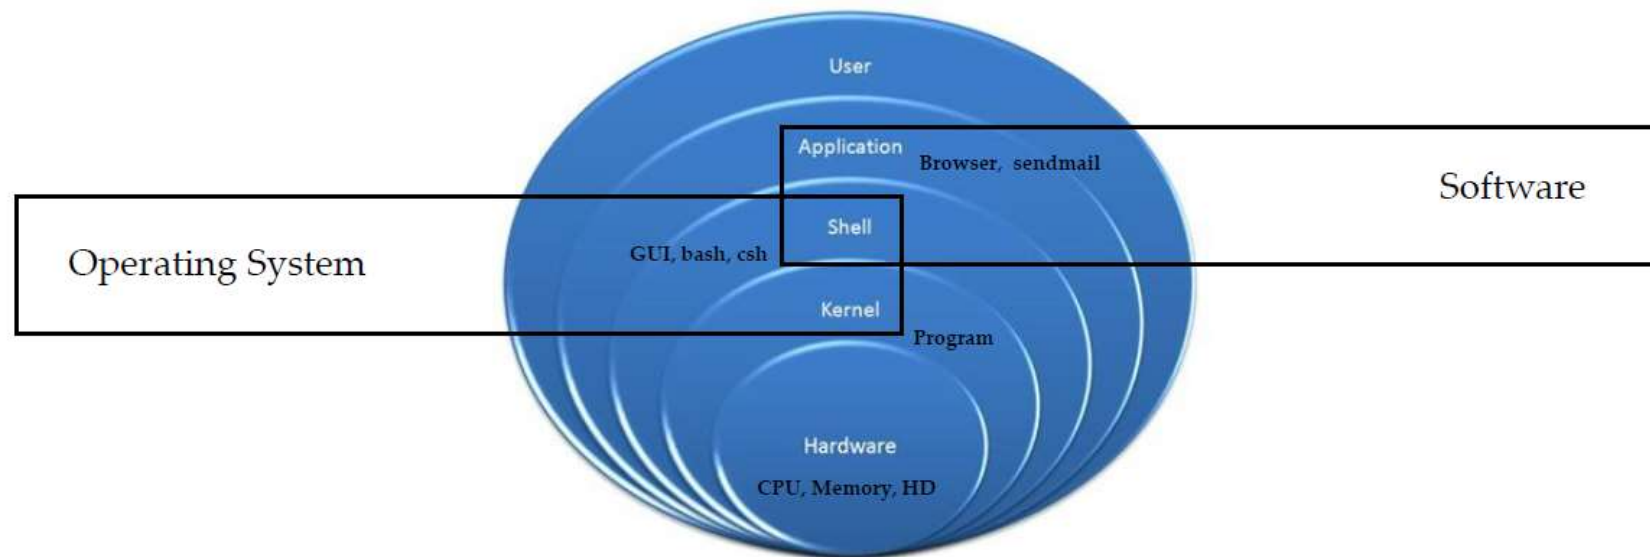 User
Application
Browser, sendmail
Software
Shell
GUI, bash, csh
Operating System
Kernel
Program
Hardware
CPU, Memory, HD